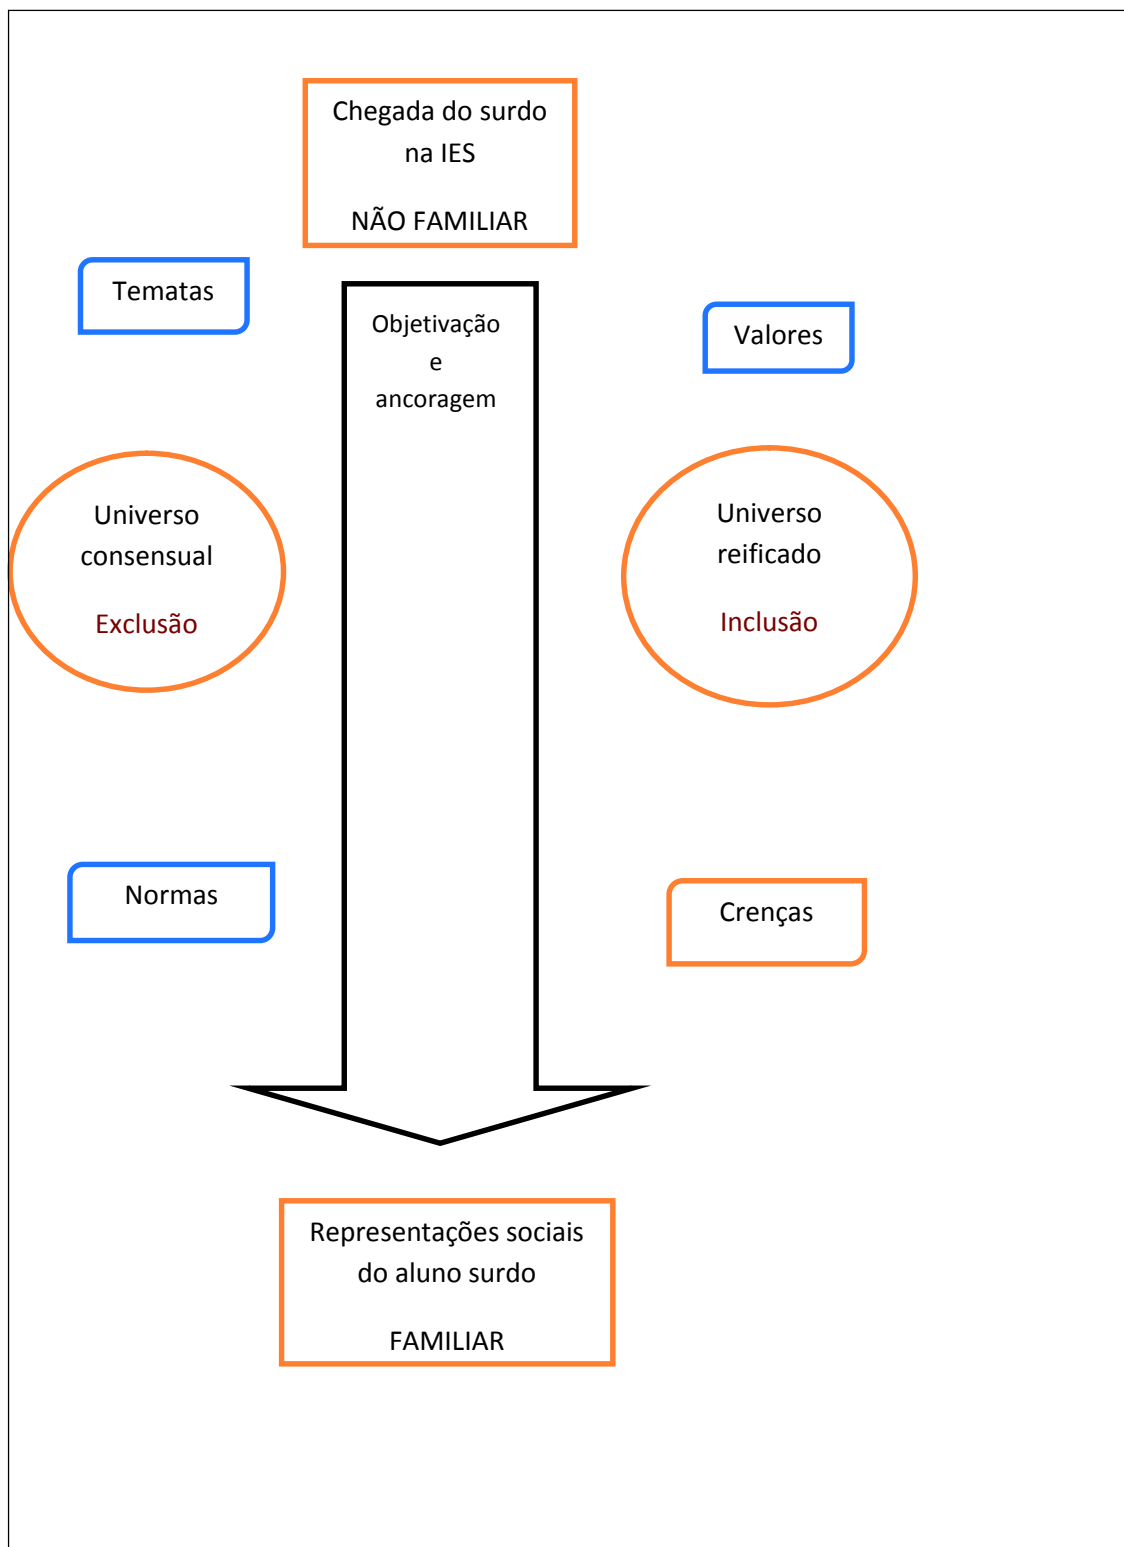 Chegada do surdo
na IES
NÃO FAMILIAR
Tematas
Objetivação
e
ancoragem
Valores
Universo
consensual
Exclusão
Universo
reificado
Inclusão
Normas
Crenças
Representações sociais
do aluno surdo
FAMILIAR